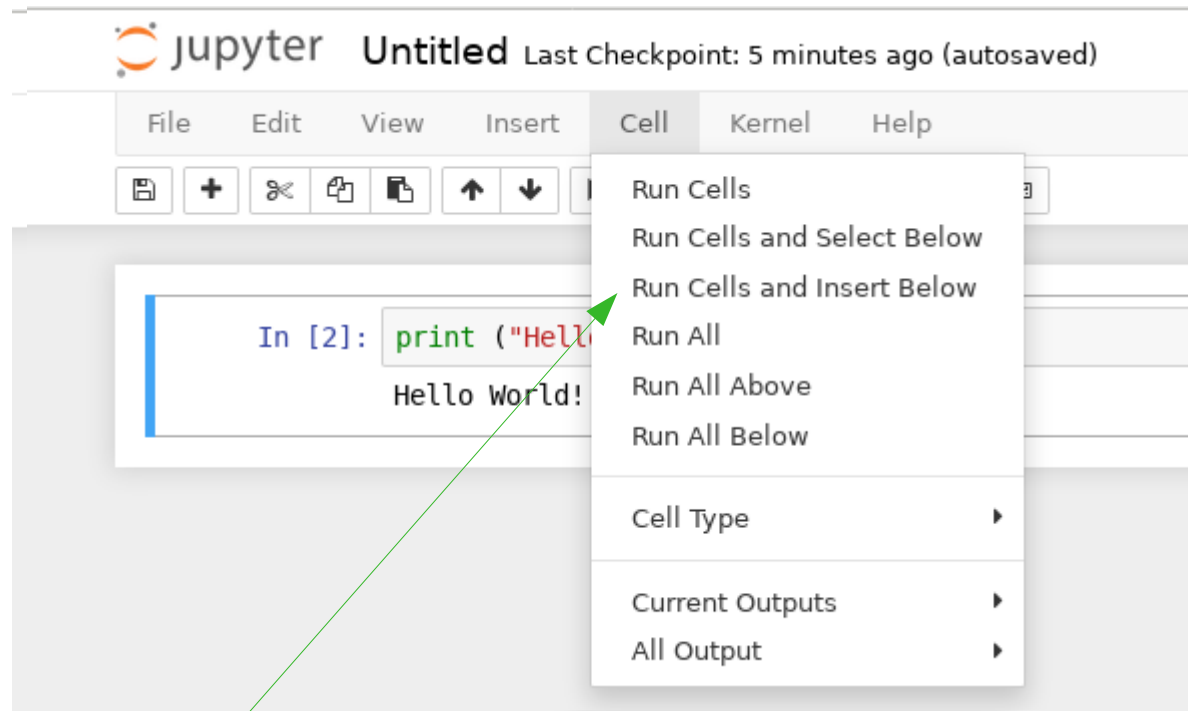 jupyter Untitled Last Checkpoint: 5 minutes ago (autosaved)
File Edit View Insert Cell Kernel Help
Run Cells
Run Cells and Select Below
Run Cells and Insert Below
In [2]: print ("Hello
Run All
Hello World!
Run All Above
Run All Below
Cell Type
Current Outputs
All Output